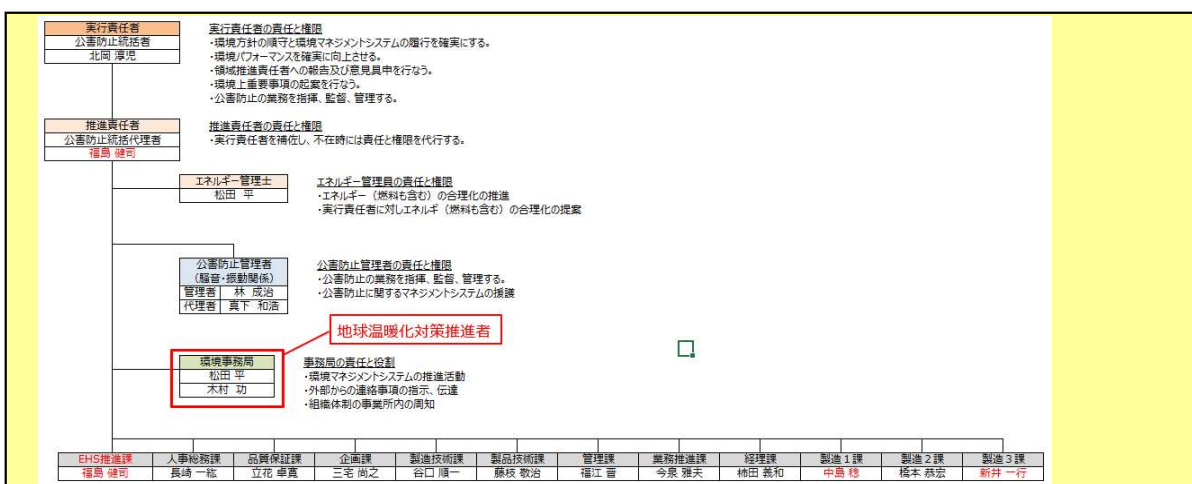 実行責任者
公害防止統括者
北岡 淳児
実行責任者の責任と権限
・環境方針の順守と環境マネジメントシステムの履行を確実にする。
・環境パフォーマンスを確実に向上させる。
・領域推進責任者への報告及び意見具申を行なう。
・環境上重要事項の起案を行なう。
・公害防止の業務を指揮、監督、管理する。
推進責任者
公害防止統括代理者
福島 健司
推進責任者の責任と権限
・実行責任者を補佐し、不在時には責任と権限を代行する。
エネルギー管理士
松田 平
エネルギー管理員の責任と権限
・エネルギー（燃料も含む）の合理化の推進
・実行責任者に対しエネルギ（燃料も含む）の合理化の提案
公害防止管理者
（騒音・振動関係）
管理者 林 成治
代理者 真下 和浩
公害防止管理者の責任と権限
・公害防止の業務を指揮、監督、管理する。
・公害防止に関するマネジメントシステムの援護
地球温暖化対策推進者
環境事務局
松田 平
木村 功
事務局の責任と役割
・環境マネジメントシステムの推進活動
・外部からの連絡事項の指示、伝達
・組織体制の事業所内の周知
EHS推進課 人事総務課 品質保証課 企画課 製造技術課 製品技術課 管理課 業務推進課 経理課 製造１課 製造２課 製造３課
福島 健司 長崎 一紘 立花 卓寛 三宅 尚之 谷口 順一 藤枝 敬治 福江 晋 今泉 雅夫 柿田 義和 中島 稔 橋本 恭宏 新井 一行